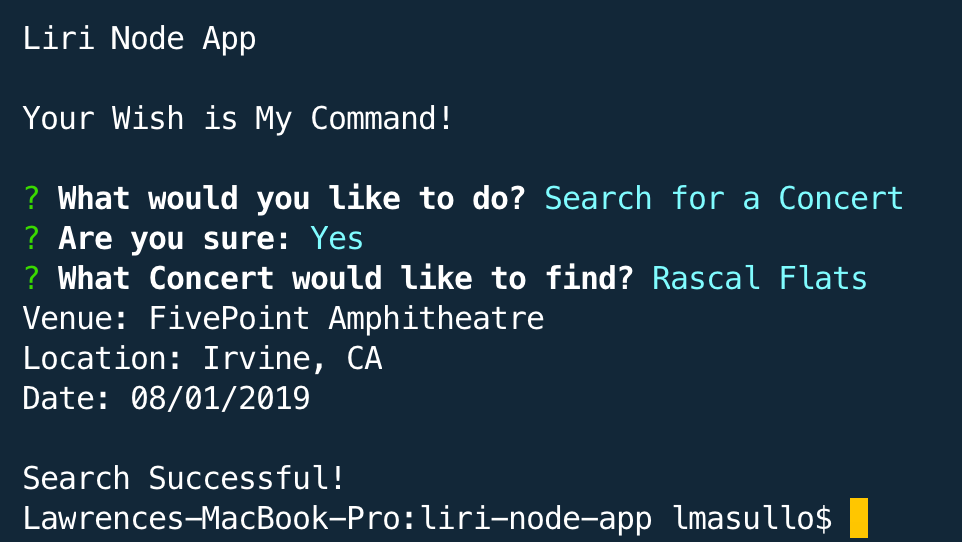 Liri Node App
Your Wish is My Command!
? What would you like to do? Search for a Concert
? Are you sure: Yes
? What Concert would like to find? Rascal Flats
Venue: FivePoint Amphitheatre
Location: Irvine, CA
Date: 08/01/2019
Search Successful!
Lawrences-MacBook-Pro:liri-node-app lmasullo$